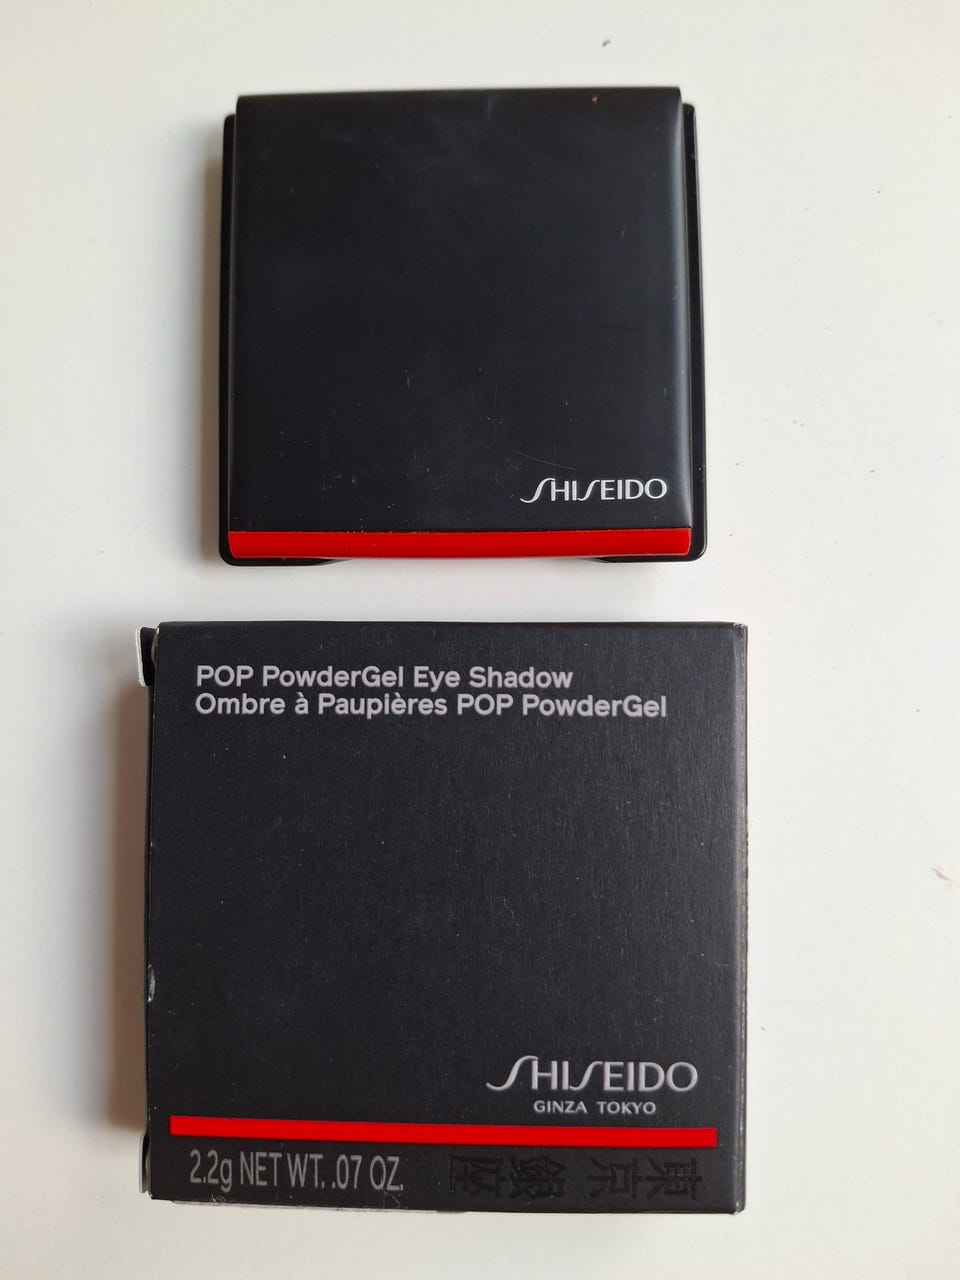 SHISEIDO
POP PowderGel Eye Shadow
Ombre à Paupières POP PowderGel
SHISEIDO
GINZA TOKYO
2.2g NET WT. .07 OZ.
東京銀座